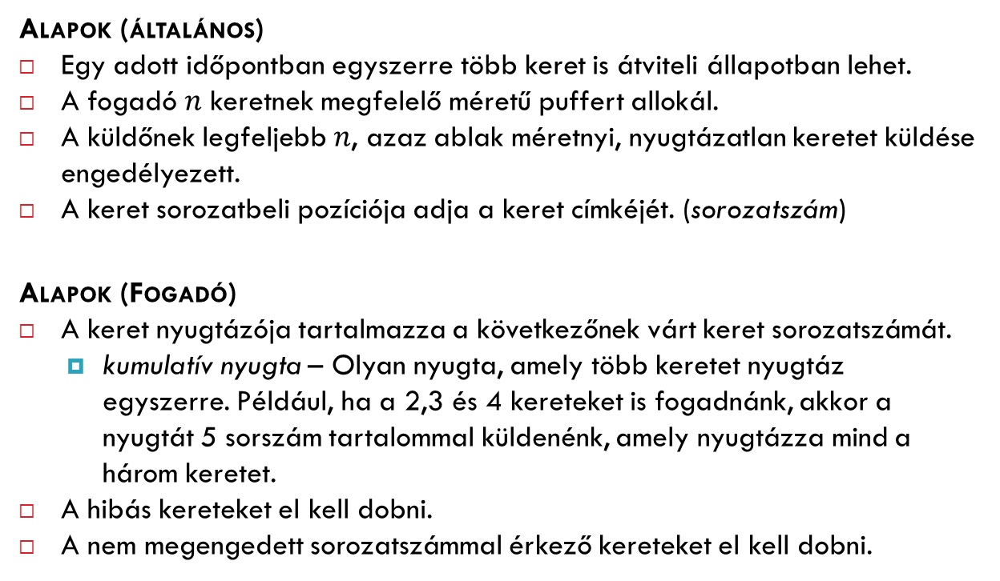 ALAPOK (ÁLTALÁNOS)
Egy adott időpontban egyszerre több keret is átviteli állapotban lehet.
A fogadó n keretnek megfelelő méretű puffert allokál.
A küldőnek legfeljebb n, azaz ablak méretnyi, nyugtázatlan keretet küldése
engedélyezett.
A keret sorozatbeli pozíciója adja a keret címkéjét. (sorozatszám)
ALAPOK (FOGADÓ)
A keret nyugtázója tartalmazza a következőnek várt keret sorozatszámát.
kumulatív nyugta – Olyan nyugta, amely több keretet nyugtáz
egyszerre. Például, ha a 2,3 és 4 kereteket is fogadnánk, akkor a
nyugtát 5 sorszám tartalommal küldenénk, amely nyugtázza mind a
három keretet.
A hibás kereteket el kell dobni.
A nem megengedett sorozatszámmal érkező kereteket el kell dobni.